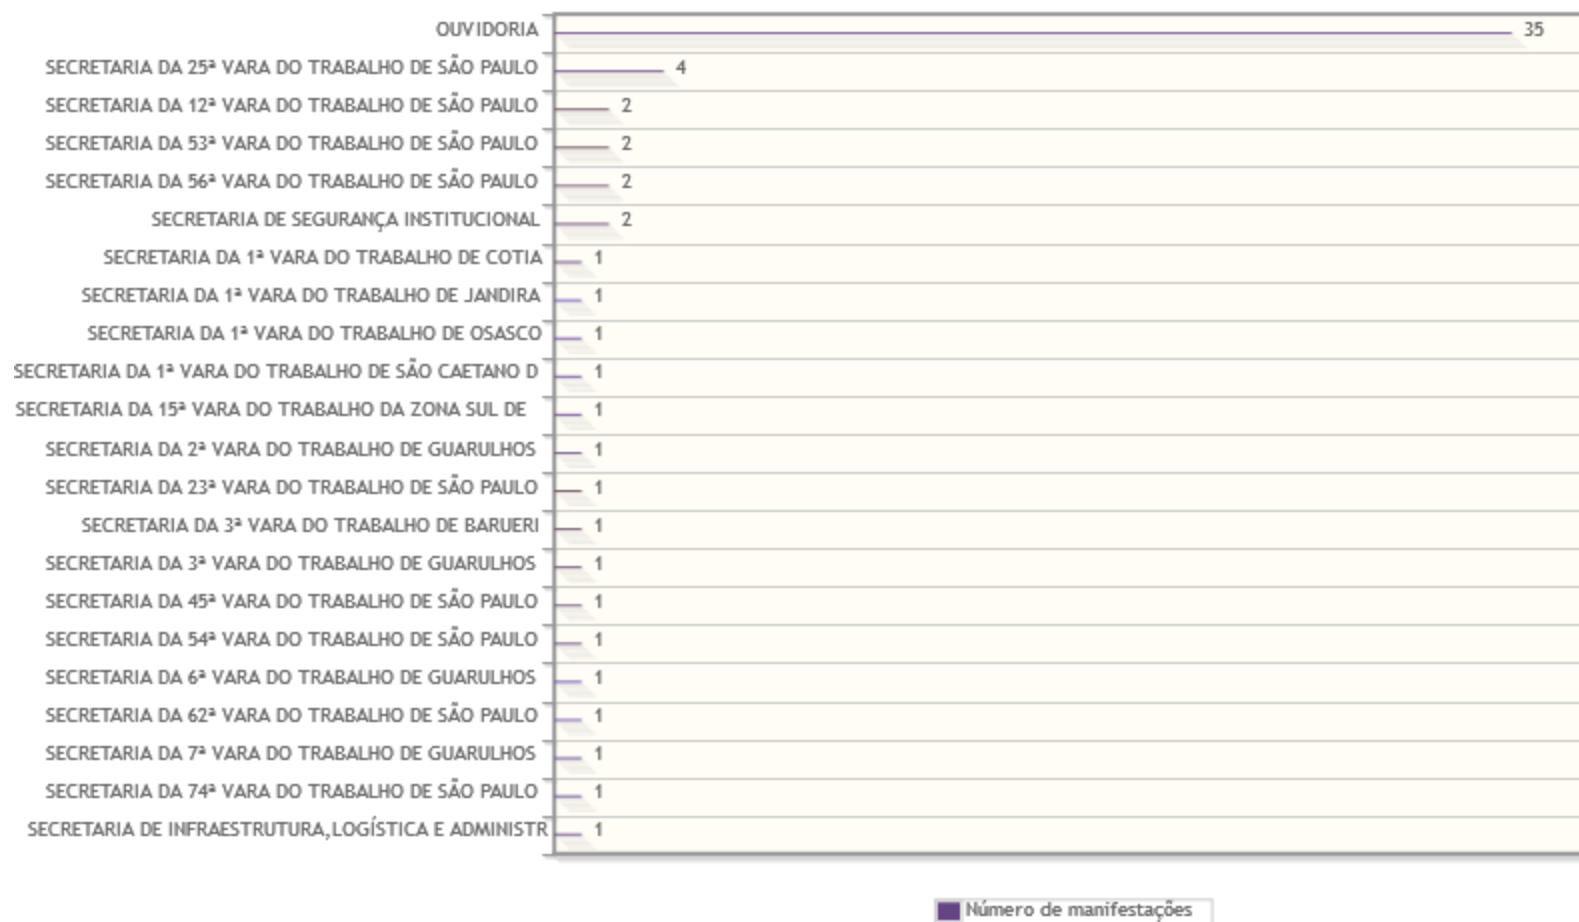 OUVIDORIA 35
SECRETARIA DA 25ª VARA DO TRABALHO DE SÃO PAULO 4
SECRETARIA DA 12ª VARA DO TRABALHO DE SÃO PAULO 2
SECRETARIA DA 53ª VARA DO TRABALHO DE SÃO PAULO 2
SECRETARIA DA 56ª VARA DO TRABALHO DE SÃO PAULO 2
SECRETARIA DE SEGURANÇA INSTITUCIONAL 2
SECRETARIA DA 1ª VARA DO TRABALHO DE COTIA 1
SECRETARIA DA 1ª VARA DO TRABALHO DE JANDIRA 1
SECRETARIA DA 1ª VARA DO TRABALHO DE OSASCO 1
SECRETARIA DA 1ª VARA DO TRABALHO DE SÃO CAETANO D 1
SECRETARIA DA 15ª VARA DO TRABALHO DA ZONA SUL DE 1
SECRETARIA DA 2ª VARA DO TRABALHO DE GUARULHOS 1
SECRETARIA DA 23ª VARA DO TRABALHO DE SÃO PAULO 1
SECRETARIA DA 3ª VARA DO TRABALHO DE BARUERI 1
SECRETARIA DA 3ª VARA DO TRABALHO DE GUARULHOS 1
SECRETARIA DA 45ª VARA DO TRABALHO DE SÃO PAULO 1
SECRETARIA DA 54ª VARA DO TRABALHO DE SÃO PAULO 1
SECRETARIA DA 6ª VARA DO TRABALHO DE GUARULHOS 1
SECRETARIA DA 62ª VARA DO TRABALHO DE SÃO PAULO 1
SECRETARIA DA 7ª VARA DO TRABALHO DE GUARULHOS 1
SECRETARIA DA 74ª VARA DO TRABALHO DE SÃO PAULO 1
SECRETARIA DE INFRAESTRUTURA,LOGÍSTICA E ADMINISTR 1
Número de manifestações